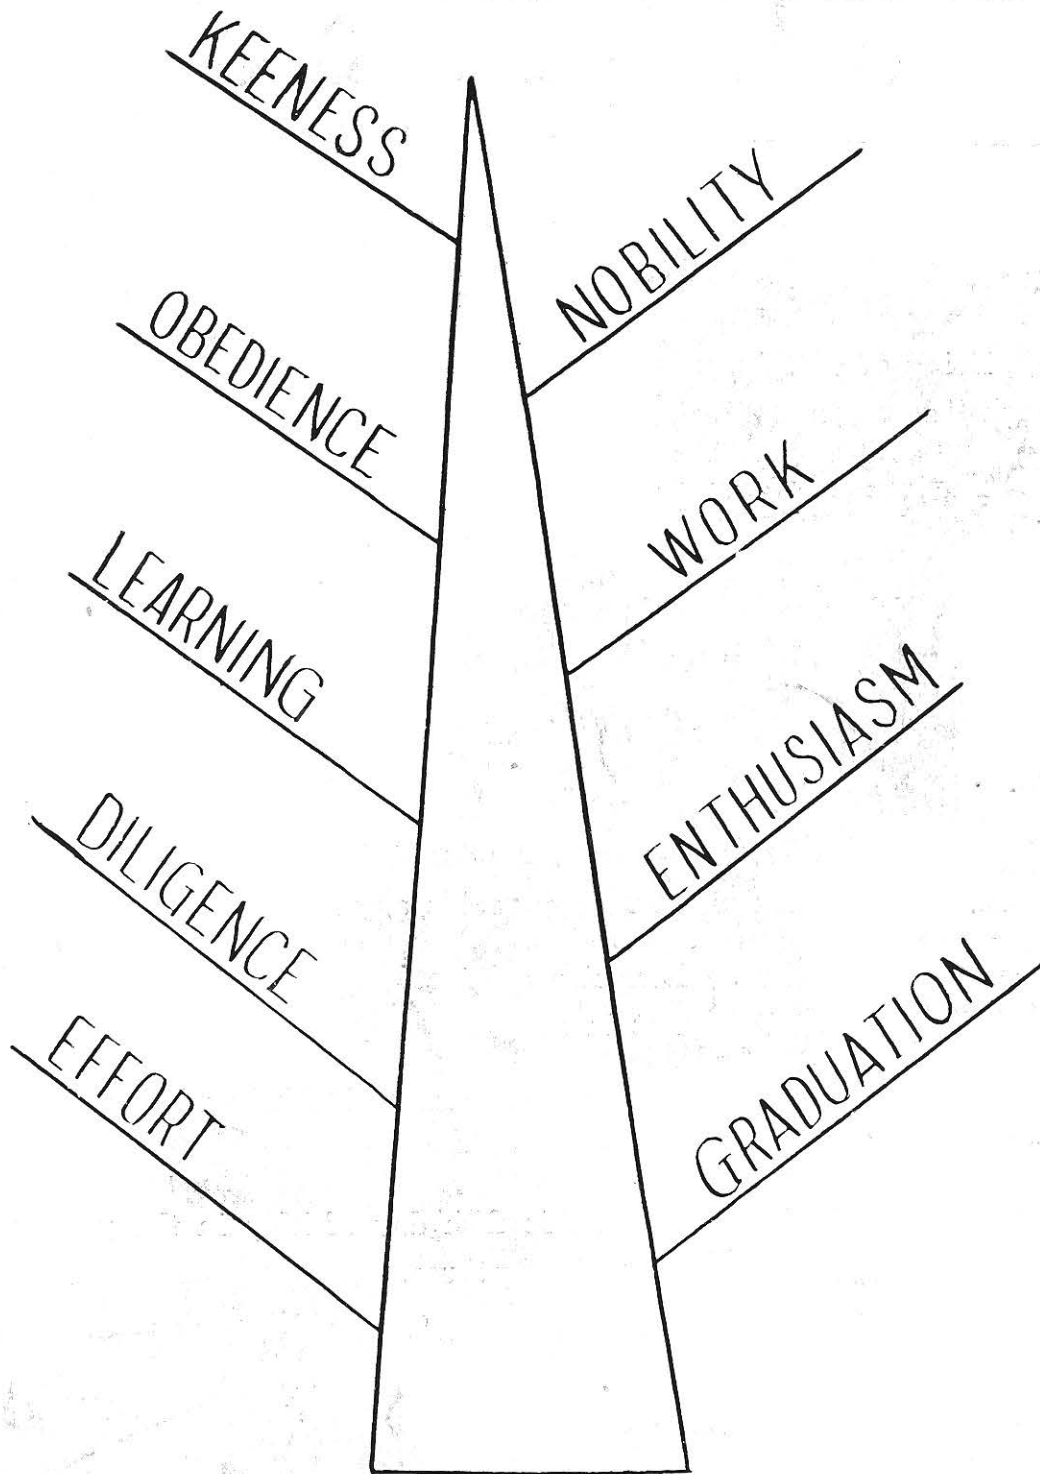 KEENESS
NOBILITY
OBEDIENCE
WORK
LEARNING
ENTHUSIASM
DILIGENCE
GRADUATION
EFFORT